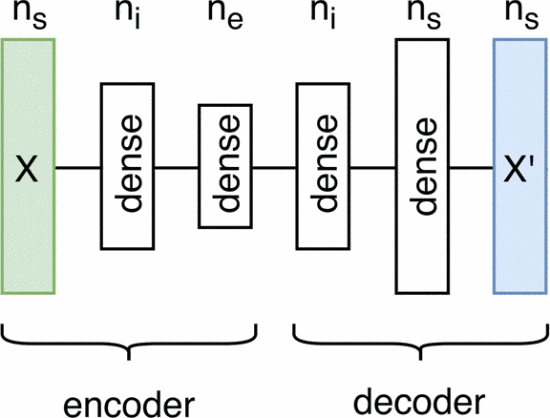 nₛ nᵢ nₑ nᵢ nₛ nₛ
X dense dense dense dense X'
encoder decoder